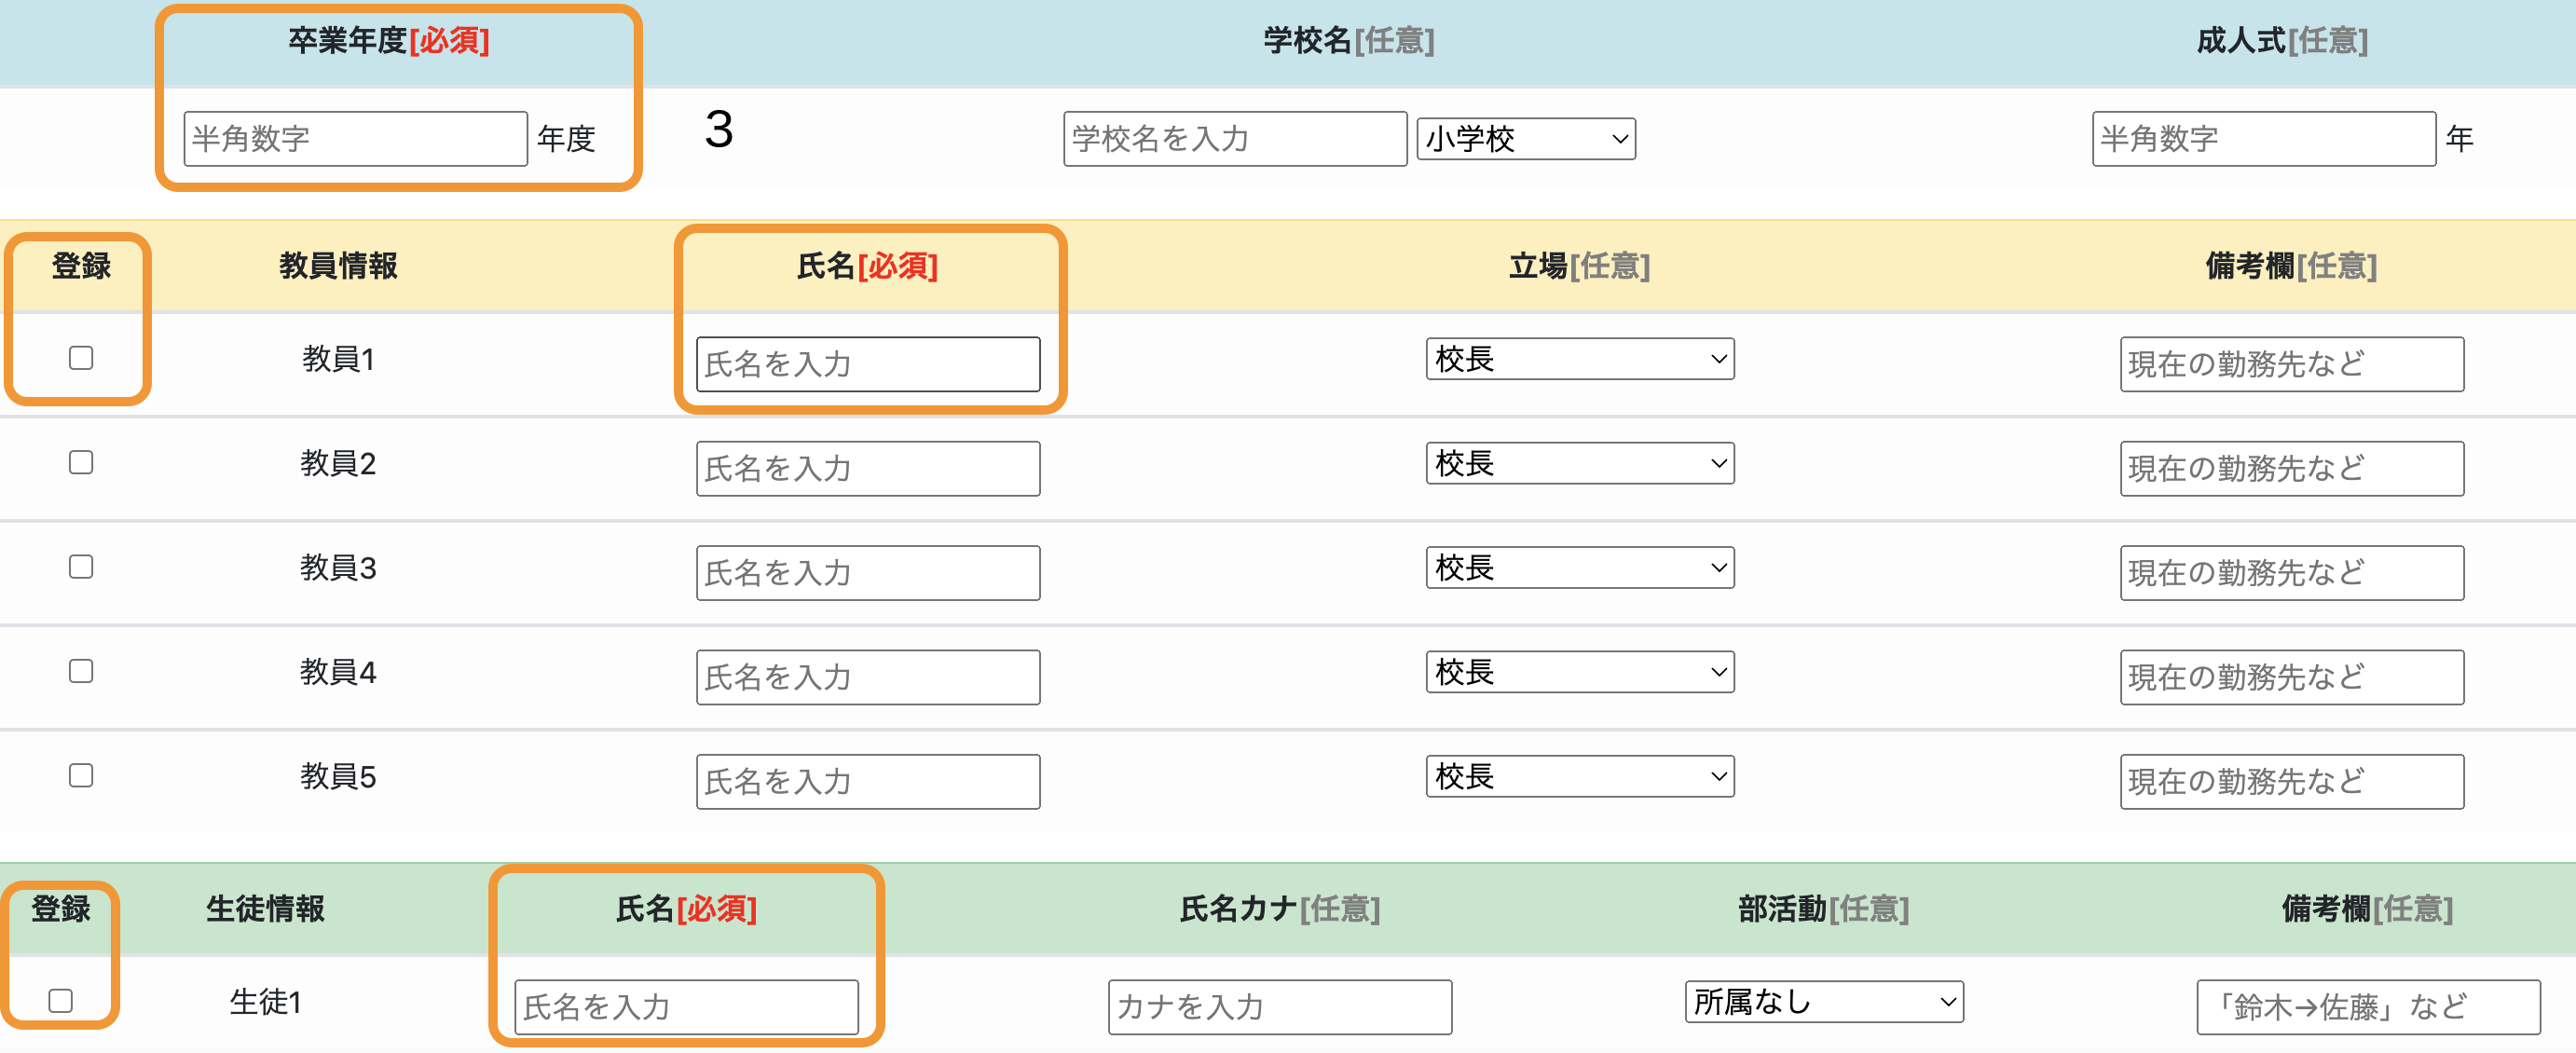 卒業年度[必須] 学校名[任意] 成人式[任意]
半角数字 年度 3 学校名を入力 小学校 半角数字 年
登録 教員情報 氏名[必須] 立場[任意] 備考欄[任意]
教員1 氏名を入力 校長 現在の勤務先など
教員2 氏名を入力 校長 現在の勤務先など
教員3 氏名を入力 校長 現在の勤務先など
教員4 氏名を入力 校長 現在の勤務先など
教員5 氏名を入力 校長 現在の勤務先など
登録 生徒情報 氏名[必須] 氏名カナ[任意] 部活動[任意] 備考欄[任意]
生徒1 氏名を入力 カナを入力 所属なし 「鈴木→佐藤」など